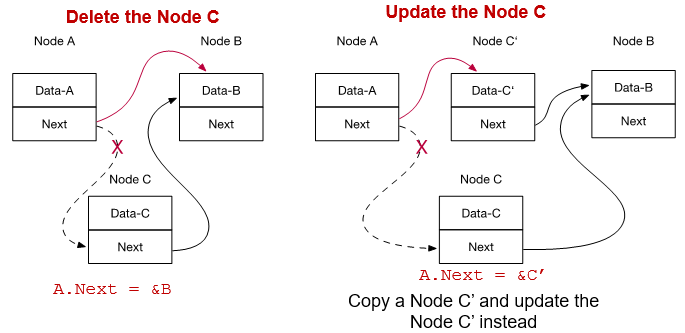 Delete the Node C
Node A
Node B
Data-A
Next
Data-B
Next
X
Node C
Data-C
Next
A.Next = &B
Update the Node C
Node A
Node C‘
Node B
Data-A
Next
Data-C‘
Next
Data-B
Next
X
Node C
Data-C
Next
A.Next = &C’
Copy a Node C’ and update the
Node C’ instead